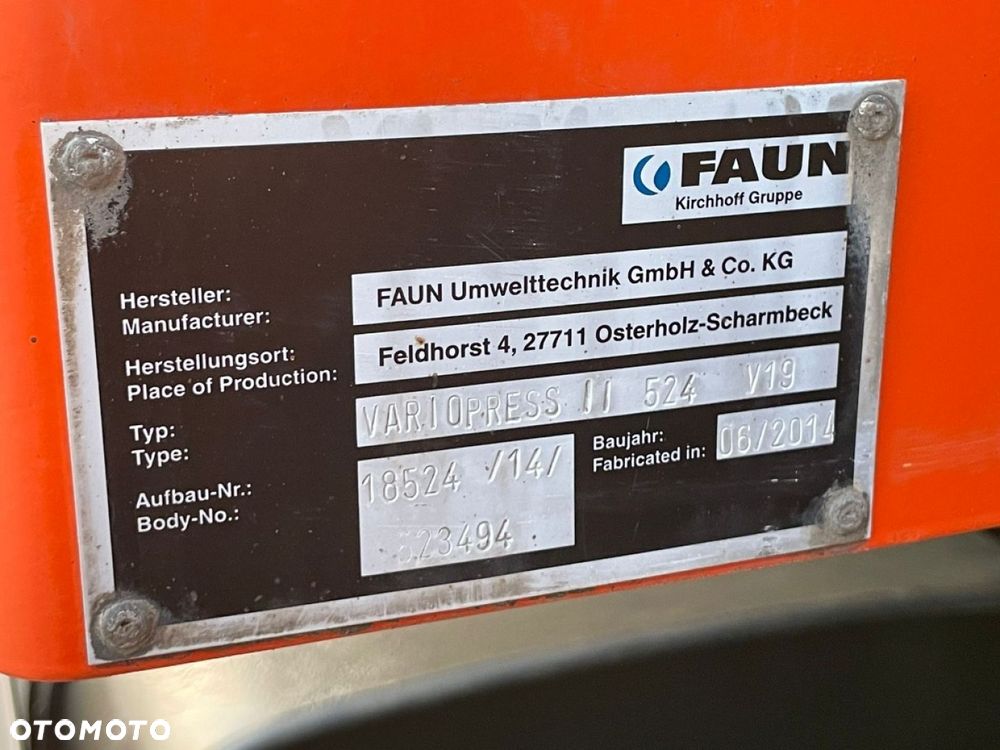 FAUN
Kirchhoff Gruppe
Hersteller:
Manufacturer:
FAUN Umwelttechnik GmbH & Co. KG
Herstellungsort:
Place of Production:
Feldhorst 4, 27711 Osterholz-Scharmbeck
Typ:
Type:
VARIOPRESS II 524 V19
Aufbau-Nr.:
Body-No.:
18524 /14/
Baujahr:
Fabricated in:
06/2014
OTOMOTO